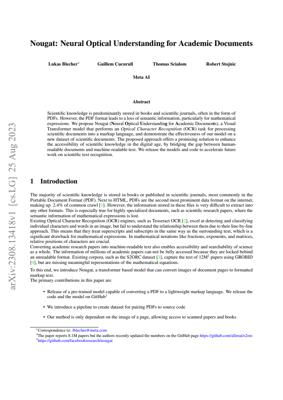 Nougat: Neural Optical Understanding for Academic Documents
Lukas Blecher* Guillem Cucurull Thomas Scialom Robert Stojnic
Meta AI
Abstract
Scientific knowledge is predominantly stored in books and scientific journals, often in the form of
PDFs. However, the PDF format leads to a loss of semantic information, particularly for mathematical
expressions. We propose Nougat (Neural Optical Understanding for Academic Documents), a Visual
Transformer model that performs an Optical Character Recognition (OCR) task for processing
scientific documents into a markup language, and demonstrate the effectiveness of our model on a
new dataset of scientific documents. The proposed approach offers a promising solution to enhance
the accessibility of scientific knowledge in the digital age, by bridging the gap between human-
readable documents and machine-readable text. We release the models and code to accelerate future
work on scientific text recognition.
1 Introduction
The majority of scientific knowledge is stored in books or published in scientific journals, most commonly in the
Portable Document Format (PDF). Next to HTML, PDFs are the second most prominent data format on the internet,
making up 2.4% of common crawl [1]. However, the information stored in these files is very difficult to extract into
any other formats. This is especially true for highly specialized documents, such as scientific research papers, where the
semantic information of mathematical expressions is lost.
Existing Optical Character Recognition (OCR) engines, such as Tesseract OCR [2], excel at detecting and classifying
individual characters and words in an image, but fail to understand the relationship between them due to their line-by-line
approach. This means that they treat superscripts and subscripts in the same way as the surrounding text, which is a
significant drawback for mathematical expressions. In mathematical notations like fractions, exponents, and matrices,
relative positions of characters are crucial.
Converting academic research papers into machine-readable text also enables accessibility and searchability of science
as a whole. The information of millions of academic papers can not be fully accessed because they are locked behind
an unreadable format. Existing corpora, such as the S2ORC dataset [3], capture the text of 12M² papers using GROBID
[4], but are missing meaningful representations of the mathematical equations.
To this end, we introduce Nougat, a transformer based model that can convert images of document pages to formatted
markup text.
The primary contributions in this paper are
• Release of a pre-trained model capable of converting a PDF to a lightweight markup language. We release the
code and the model on GitHub³
• We introduce a pipeline to create dataset for pairing PDFs to source code
• Our method is only dependent on the image of a page, allowing access to scanned papers and books
*Correspondence to: lblecher@meta.com
²The paper reports 8.1M papers but the authors recently updated the numbers on the GitHub page https://github.com/allenai/s2orc
³https://github.com/facebookresearch/nougat
arXiv:2308.13418v1 [cs.LG] 25 Aug 2023